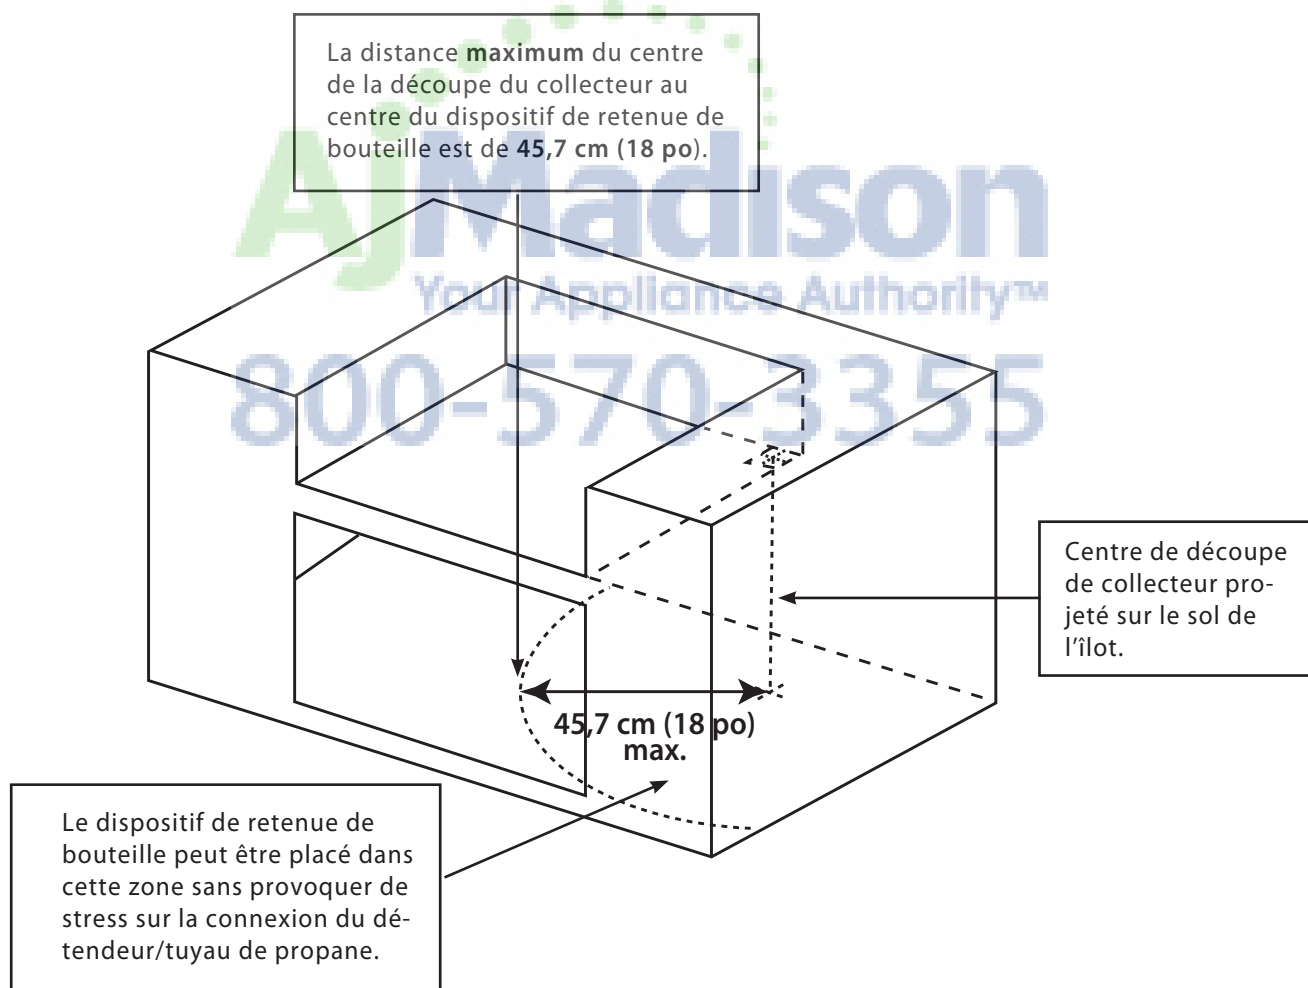 La distance maximum du centre
de la découpe du collecteur au
centre du dispositif de retenue de
bouteille est de 45,7 cm (18 po).
AjMadison
Your Appliance Authority™
800-570-3355
Centre de découpe
de collecteur pro-
jeté sur le sol de
l'îlot.
45,7 cm (18 po)
max.
Le dispositif de retenue de
bouteille peut être placé dans
cette zone sans provoquer de
stress sur la connexion du dé-
tendeur/tuyau de propane.